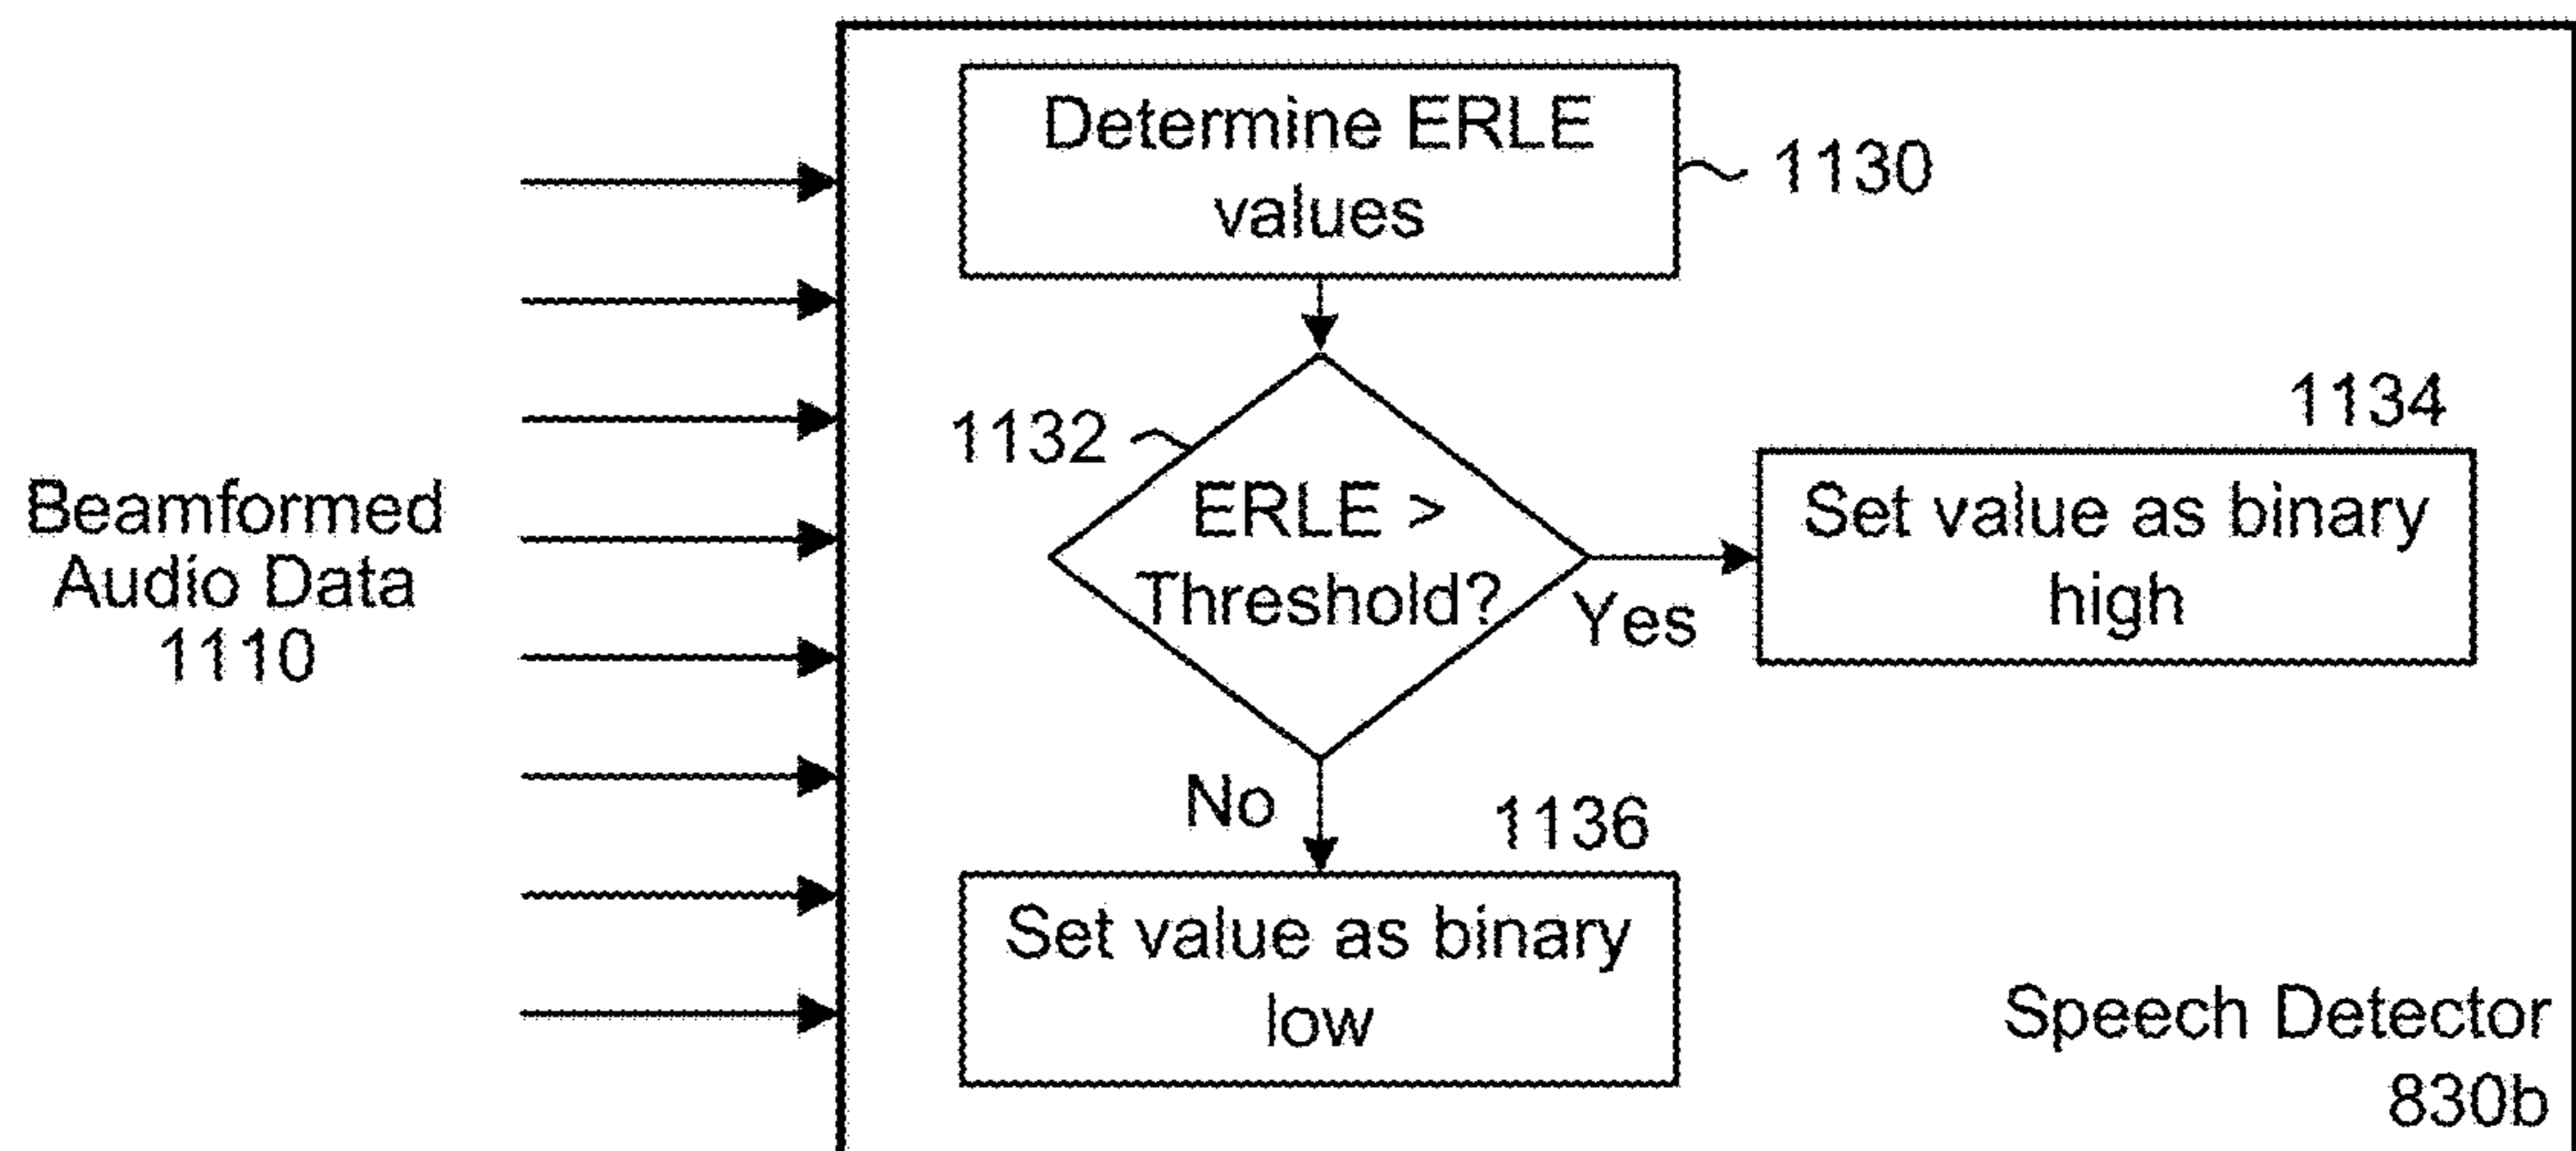 Determine ERLE
values
1130
1132
ERLE >
Threshold?
Yes
1134
Set value as binary
high
Beamformed
Audio Data
1110
No
1136
Set value as binary
low
Speech Detector
830b